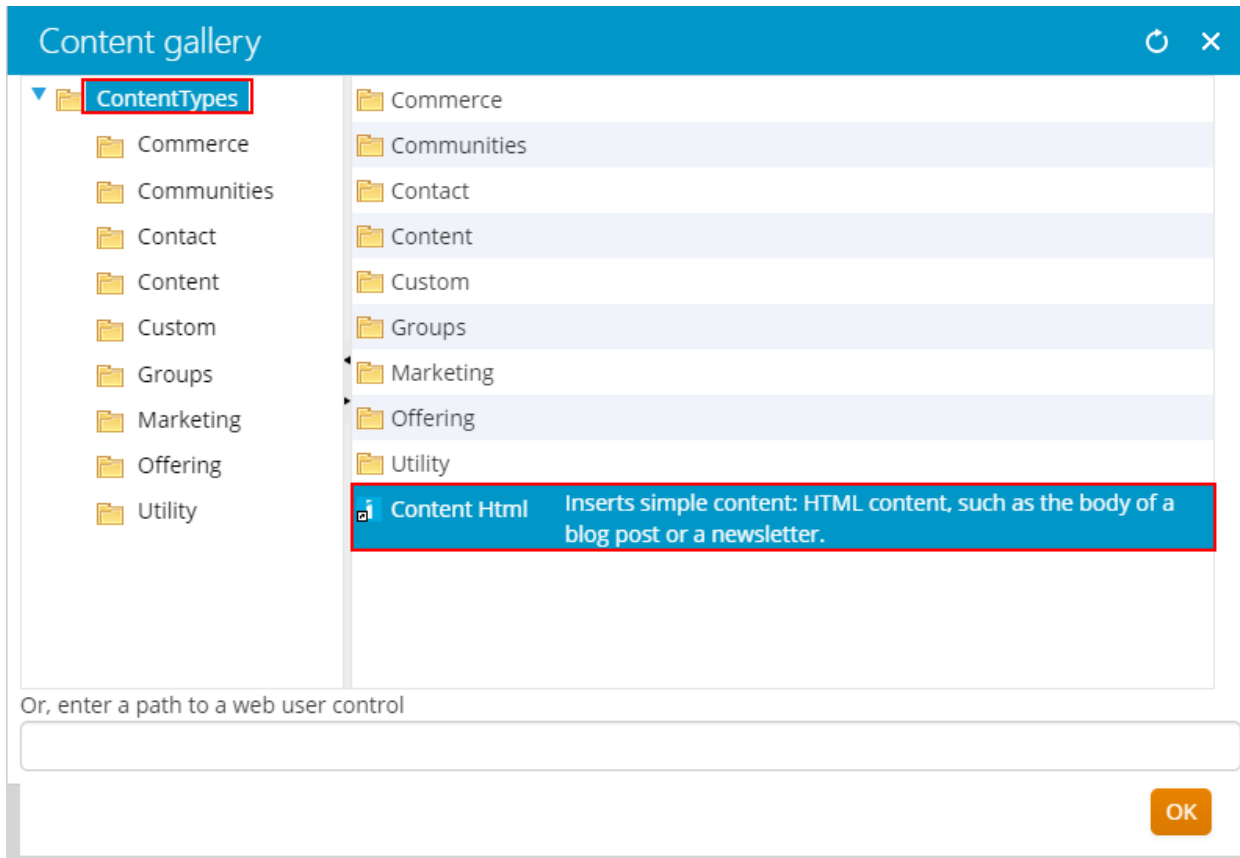 Content gallery
ContentTypes
Commerce
Communities
Contact
Content
Custom
Groups
Marketing
Offering
Utility
Commerce
Communities
Contact
Content
Custom
Groups
Marketing
Offering
Utility
Content Html
Inserts simple content: HTML content, such as the body of a
blog post or a newsletter.
Or, enter a path to a web user control
OK